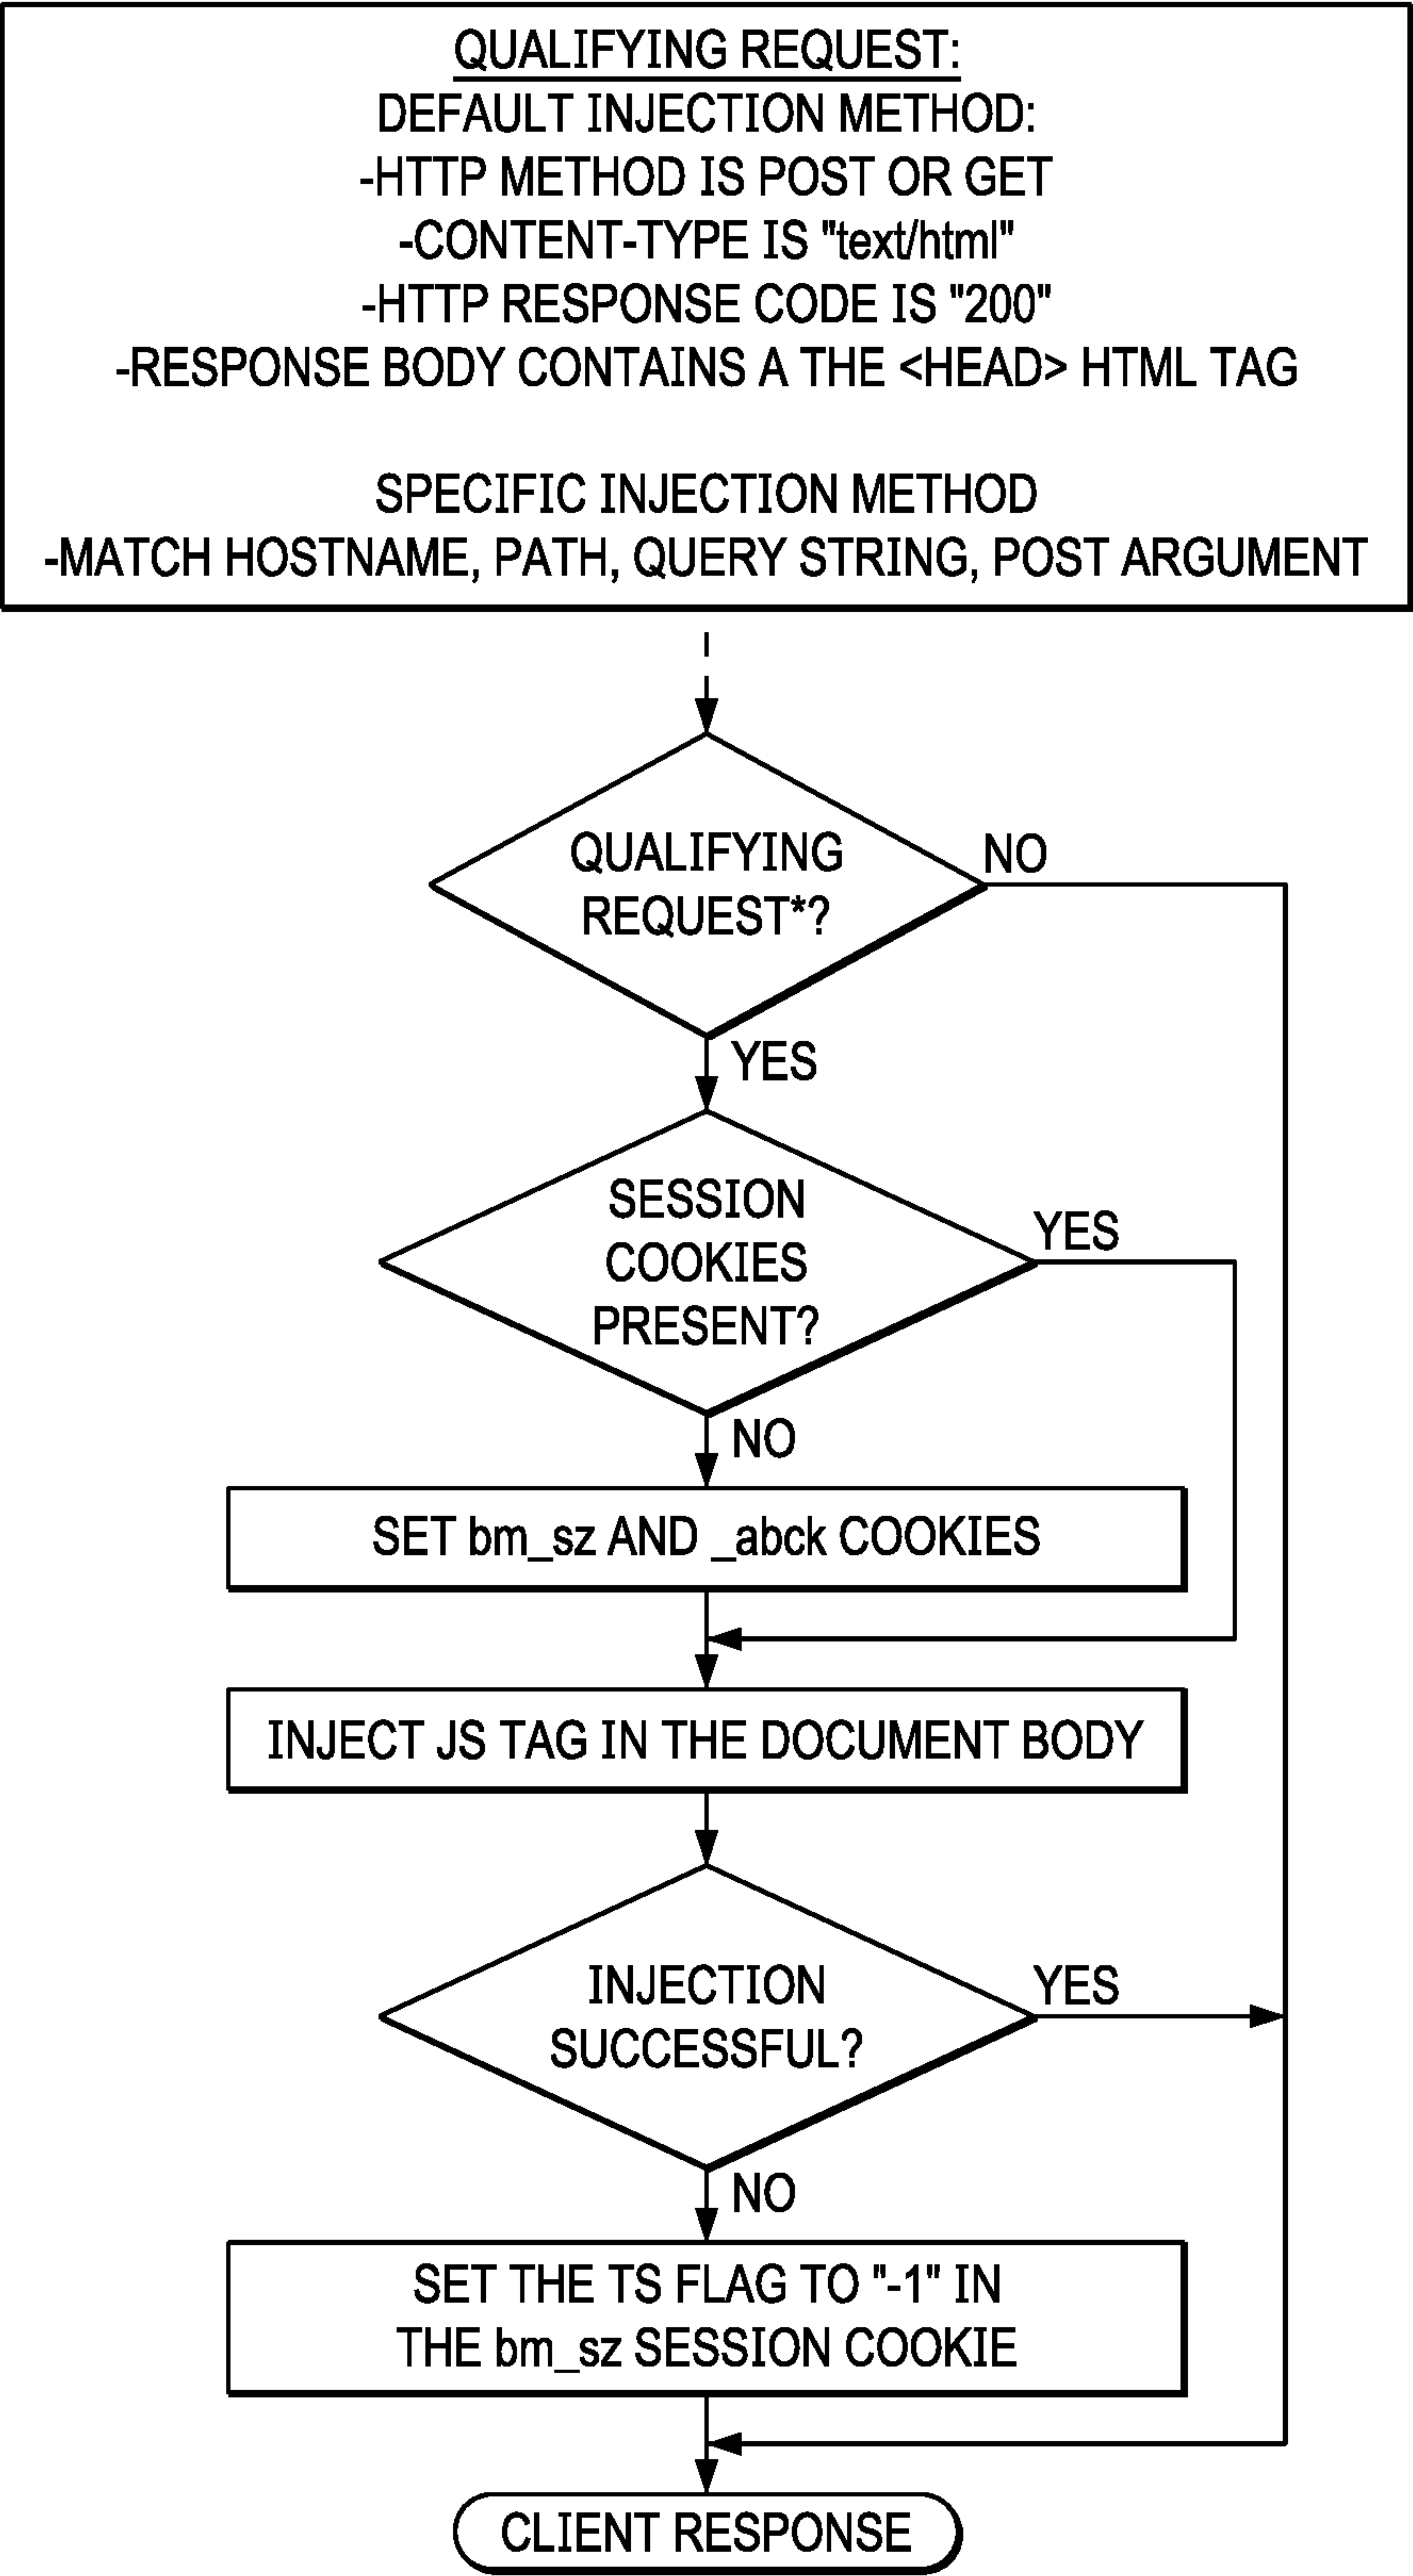 QUALIFYING REQUEST:
DEFAULT INJECTION METHOD:
-HTTP METHOD IS POST OR GET
-CONTENT-TYPE IS "text/html"
-HTTP RESPONSE CODE IS "200"
-RESPONSE BODY CONTAINS A THE <HEAD> HTML TAG
SPECIFIC INJECTION METHOD
-MATCH HOSTNAME, PATH, QUERY STRING, POST ARGUMENT
QUALIFYING
REQUEST*?
NO
YES
SESSION
COOKIES
PRESENT?
YES
NO
SET bm_sz AND _abck COOKIES
INJECT JS TAG IN THE DOCUMENT BODY
INJECTION
SUCCESSFUL?
YES
NO
SET THE TS FLAG TO "-1" IN
THE bm_sz SESSION COOKIE
CLIENT RESPONSE